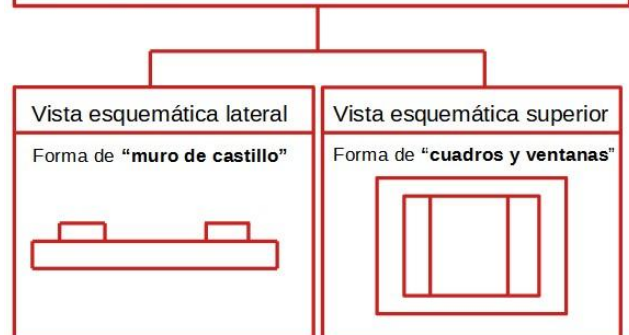 Vista esquemática lateral
Forma de “muro de castillo”
Vista esquemática superior
Forma de “cuadros y ventanas”